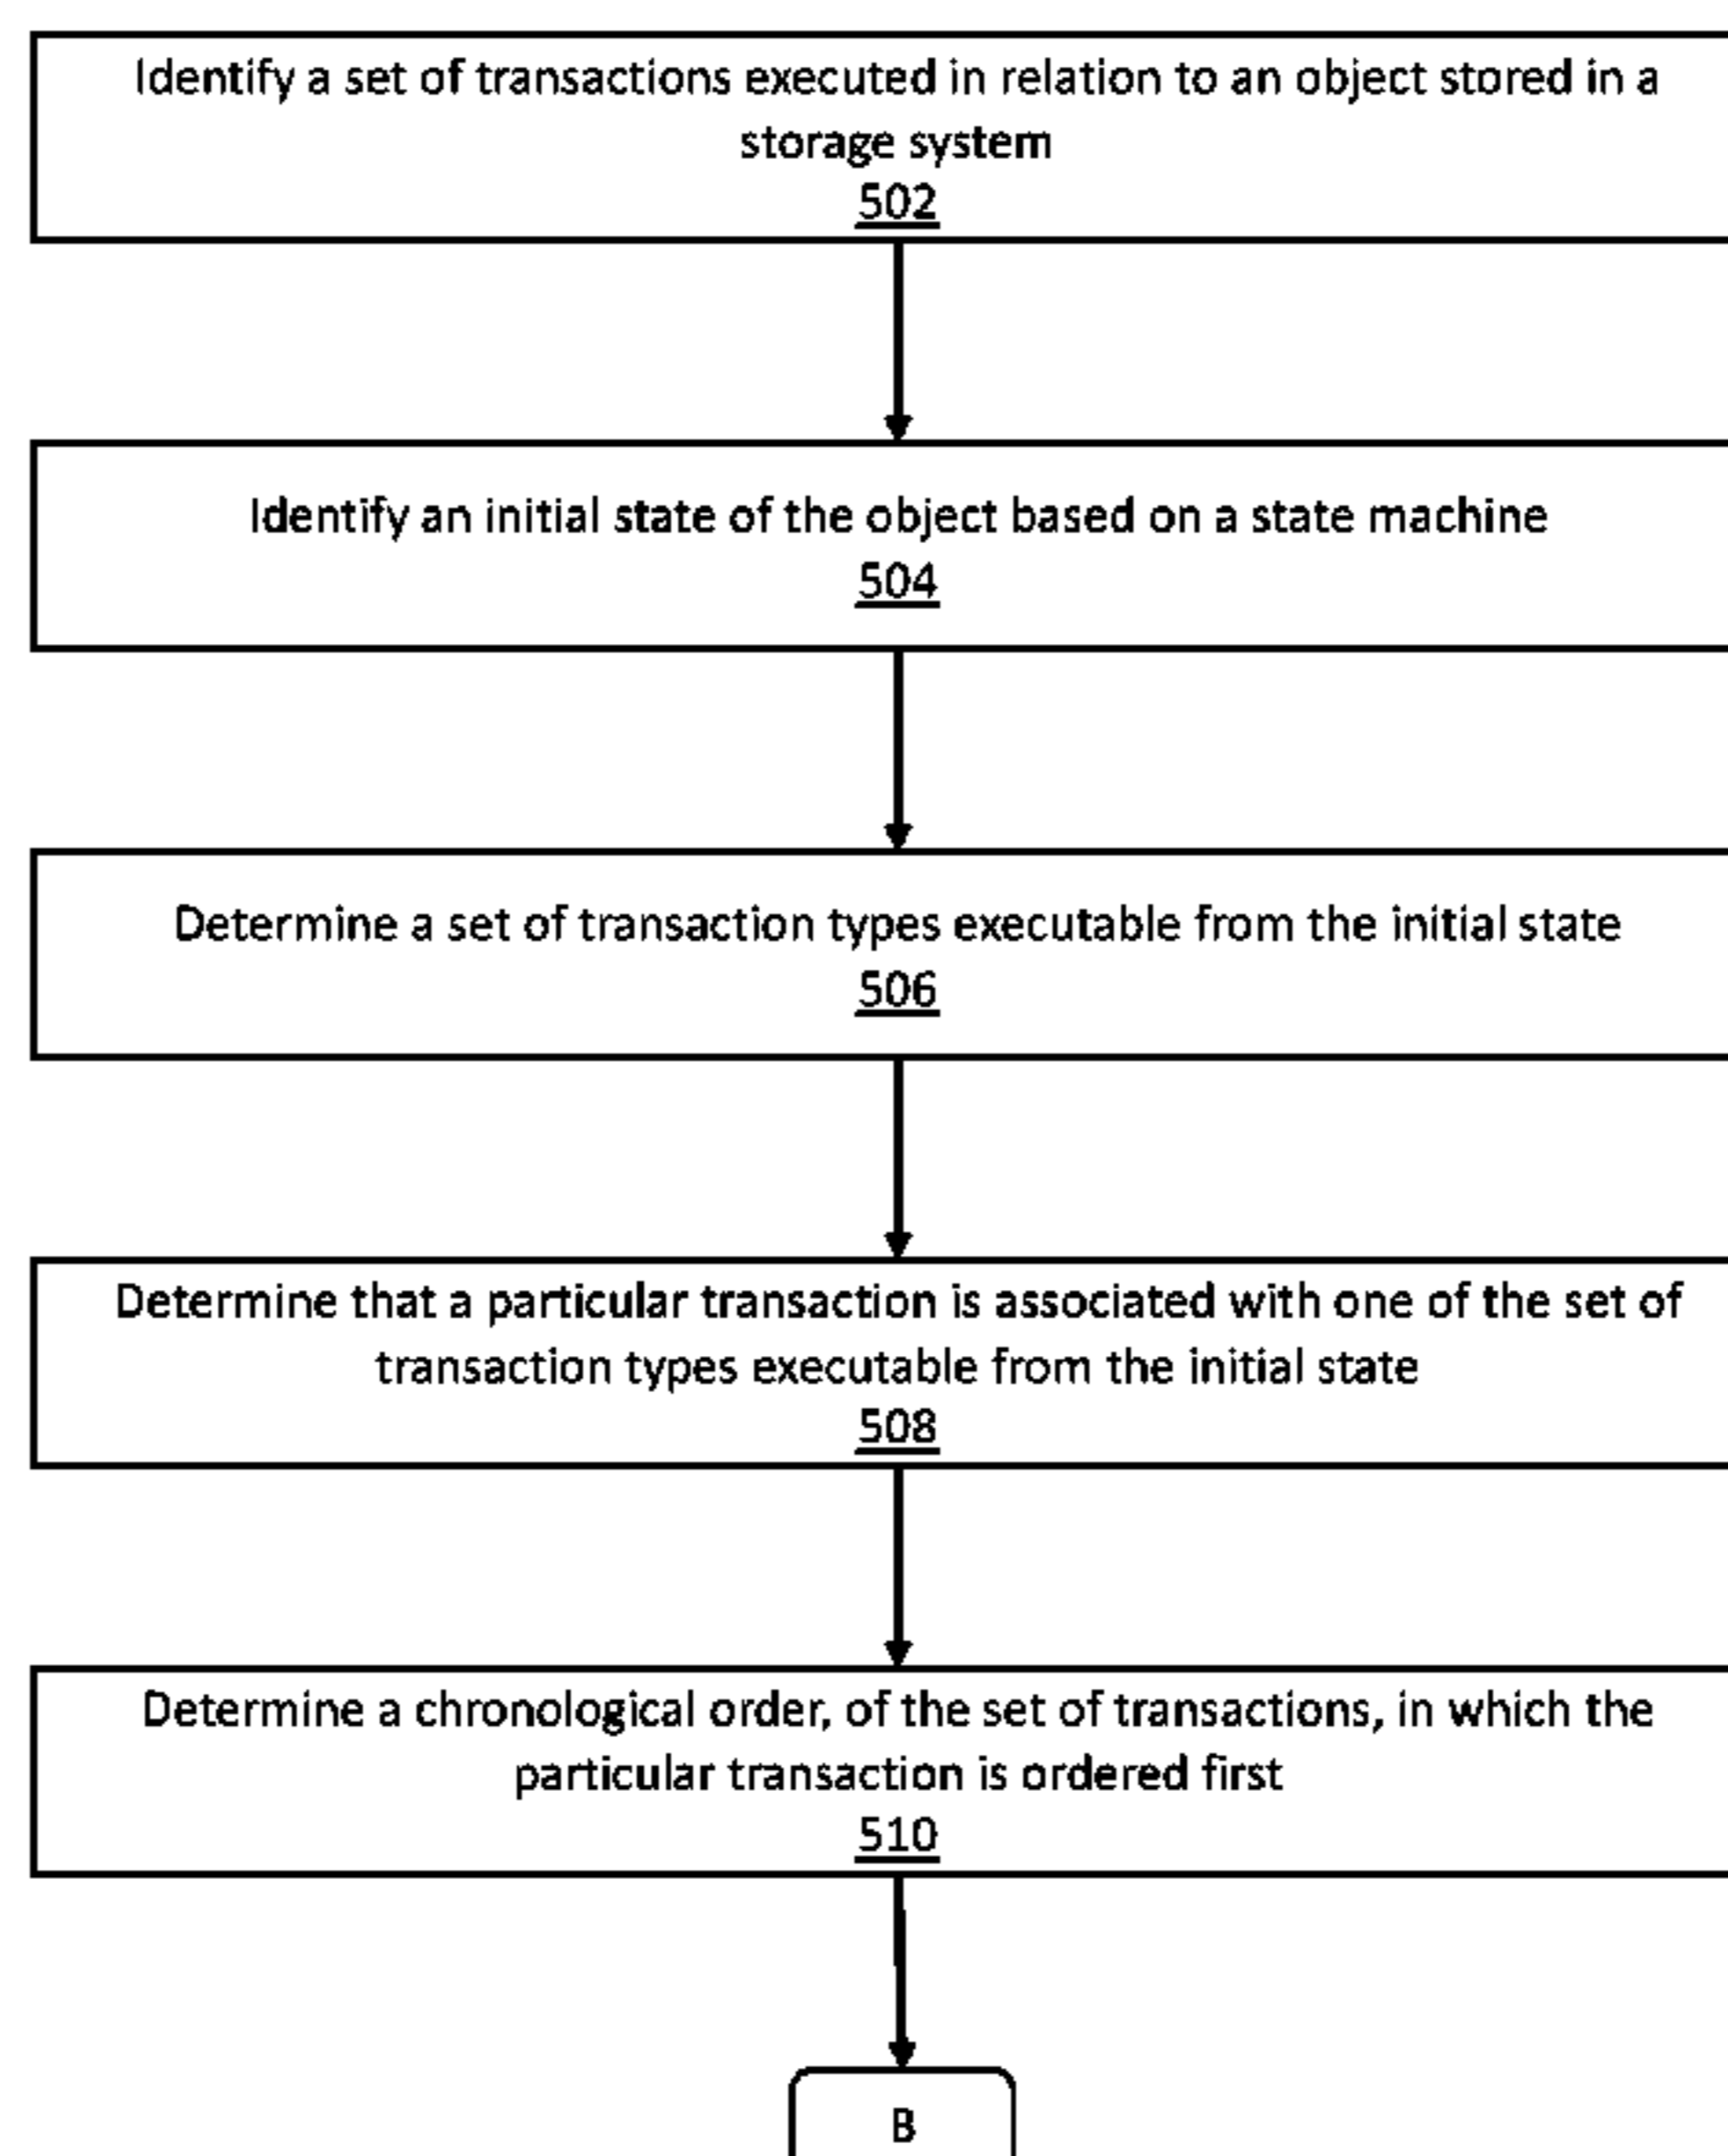 Identify a set of transactions executed in relation to an object stored in a
storage system
502
Identify an initial state of the object based on a state machine
504
Determine a set of transaction types executable from the initial state
506
Determine that a particular transaction is associated with one of the set of
transaction types executable from the initial state
508
Determine a chronological order, of the set of transactions, in which the
particular transaction is ordered first
510
B